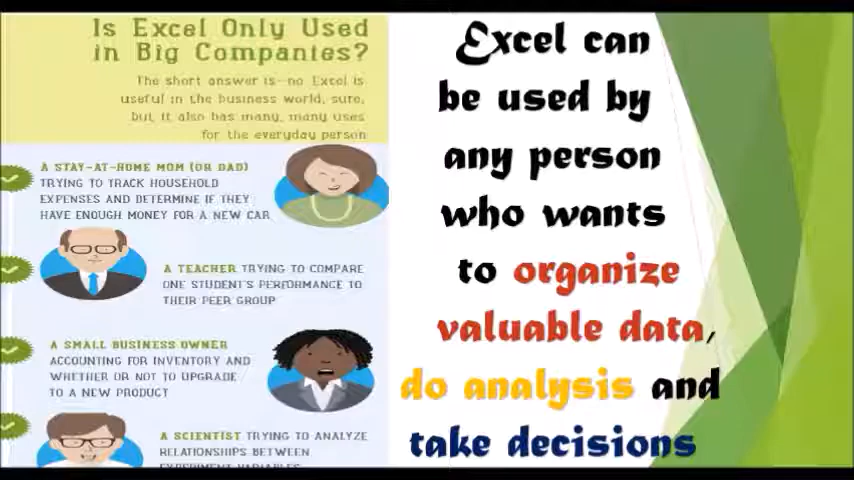 Is Excel Only Used
in Big Companies?
The short answer is—no Excel is
useful in the business world, sure,
but it also has many, many uses
for the everyday person
A STAY-AT-HOME MOM (OR DAD)
TRYING TO TRACK HOUSEHOLD
EXPENSES AND DETERMINE IF THEY
HAVE ENOUGH MONEY FOR A NEW CAR
A TEACHER TRYING TO COMPARE
ONE STUDENT'S PERFORMANCE TO
THEIR PEER GROUP
A SMALL BUSINESS OWNER
ACCOUNTING FOR INVENTORY AND
WHETHER OR NOT TO UPGRADE
TO A NEW PRODUCT
A SCIENTIST TRYING TO ANALYZE
RELATIONSHIPS BETWEEN
EXPERIMENT VARIABLES
Excel can
be used by
any person
who wants
to organize
valuable data,
do analysis and
take decisions